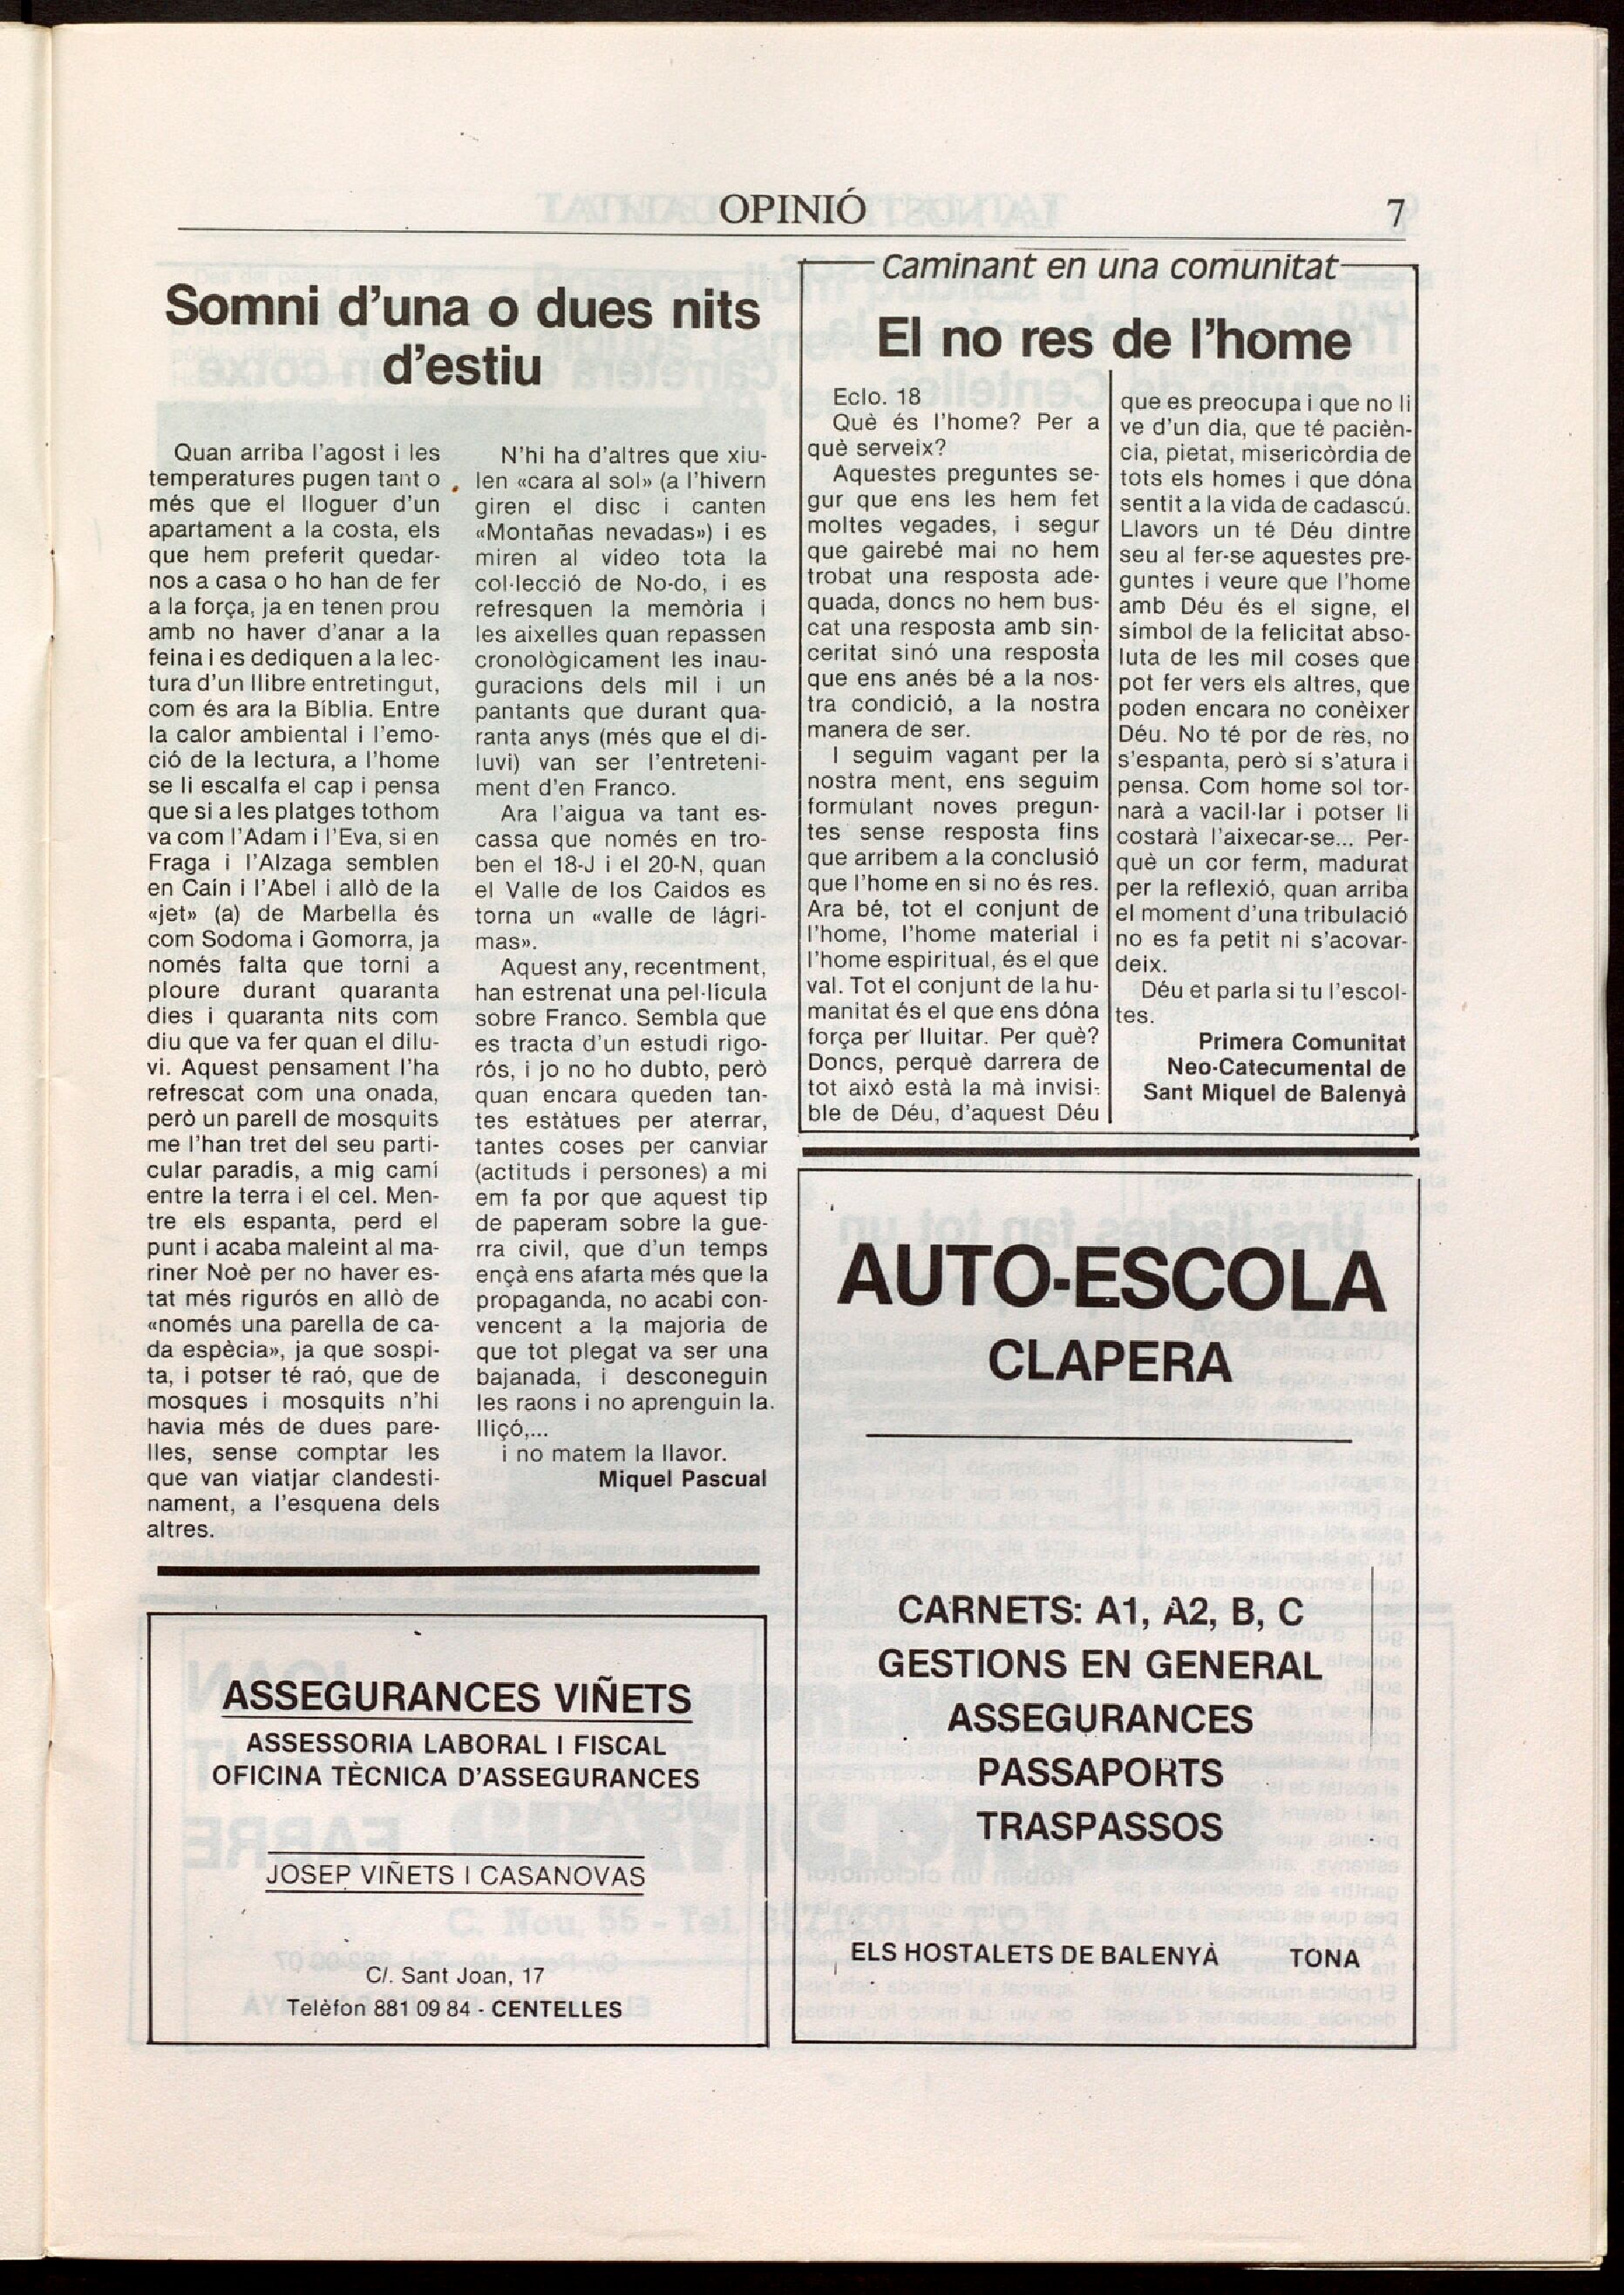 OPINIÓ
7
Somni d'una o dues nits
d'estiu
Quan arriba l'agost i les
temperatures pugen tant o
més que el lloguer d'un
apartament a la costa, els
que hem preferit quedar-
nos a casa o ho han de fer
a la força, ja en tenen prou
amb no haver d'anar a la
feina i es dediquen a la lec-
tura d'un llibre entretingut,
com és ara la Bíblia. Entre
la calor ambiental i l'emo-
ció de la lectura, a l'home
se li escalfa el cap i pensa
que si a les platges tothom
va com l'Adam i l'Eva, si en
Fraga i l'Alzaga semblen
en Caín i l'Abel i allò de la
«jet» (a) de Marbella és
com Sodoma i Gomorra, ja
només falta que torni a
ploure durant quaranta
dies i quaranta nits com
diu que va fer quan el dilu-
vi. Aquest pensament l'ha
refrescat com una onada,
però un parell de mosquits
me l'han tret del seu parti-
cular paradís, a mig camí
entre la terra i el cel. Men-
tre els espanta, perd el
punt i acaba maleint al ma-
riner Noè per no haver es-
tat més rigurós en allò de
«només una parella de ca-
da espècia», ja que sospi-
ta, i potser té raó, que de
mosques i mosquits n'hi
havia més de dues pare-
lles, sense comptar les
que van viatjar clandesti-
nament, a l'esquena dels
altres.
N'hi ha d'altres que xiu-
len «cara al sol» (a l'hivern
giren el disc i canten
«Montañas nevadas») i es
miren al video tota la
col·lecció de No-do, i es
refresquen la memòria i
les aixelles quan repassen
cronològicament les inau-
guracions dels mil i un
pantants que durant qua-
ranta anys (més que el di-
luvi) van ser l'entreteni-
ment d'en Franco.
Ara l'aigua va tant es-
cassa que només en tro-
ben el 18-J i el 20-N, quan
el Valle de los Caidos es
torna un «valle de lágri-
mas».
Aquest any, recentment,
han estrenat una pel·lícula
sobre Franco. Sembla que
es tracta d'un estudi rigo-
rós, i jo no ho dubto, però
quan encara queden tan-
tes estàtues per aterrar,
tantes coses per canviar
(actituds i persones) a mi
em fa por que aquest tip
de paperam sobre la gue-
rra civil, que d'un temps
ençà ens afarta més que la
propaganda, no acabi con-
vencent a la majoria de
que tot plegat va ser una
bajanada, i desconeguin
les raons i no aprenguin la
lliçó,...
i no matem la llavor.
Miquel Pascual
Caminant en una comunitat
El no res de l'home
Eclo. 18
Què és l'home? Per a
què serveix?
Aquestes preguntes se-
gur que ens les hem fet
moltes vegades, i segur
que gairebé mai no hem
trobat una resposta ade-
quada, doncs no hem bus-
cat una resposta amb sin-
ceritat sinó una resposta
que ens anés bé a la nos-
tra condició, a la nostra
manera de ser.
I seguim vagant per la
nostra ment, ens seguim
formulant noves pregun-
tes sense resposta fins
que arribem a la conclusió
que l'home en si no és res.
Ara bé, tot el conjunt de
l'home, l'home material i
l'home espiritual, és el que
val. Tot el conjunt de la hu-
manitat és el que ens dóna
força per lluitar. Per què?
Doncs, perquè darrera de
tot això està la mà invisi-
ble de Déu, d'aquest Déu
que es preocupa i que no li
ve d'un dia, que té pacièn-
cia, pietat, misericòrdia de
tots els homes i que dóna
sentit a la vida de cadascú.
Llavors un té Déu dintre
seu al fer-se aquestes pre-
guntes i veure que l'home
amb Déu és el signe, el
símbol de la felicitat abso-
luta de les mil coses que
pot fer vers els altres, que
poden encara no conèixer
Déu. No té por de res, no
s'espanta, però sí s'atura i
pensa. Com home sol tor-
narà a vacil·lar i potser li
costarà l'aixecar-se... Per-
què un cor ferm, madurat
per la reflexió, quan arriba
el moment d'una tribulació
no es fa petit ni s'acovar-
deix.
Déu et parla si tu l'escol-
tes.
Primera Comunitat
Neo-Catecumental de
Sant Miquel de Balenyà
ASSEGURANCES VIÑETS
ASSESSORIA LABORAL I FISCAL
OFICINA TÈCNICA D'ASSEGURANCES
JOSEP VIÑETS I CASANOVAS
C/. Sant Joan, 17
Telèfon 881 09 84 - CENTELLES
AUTO-ESCOLA
CLAPERA
CARNETS: A1, A2, B, C
GESTIONS EN GENERAL
ASSEGURANCES
PASSAPORTS
TRASPASSOS
ELS HOSTALETS DE BALENYÀ TONA